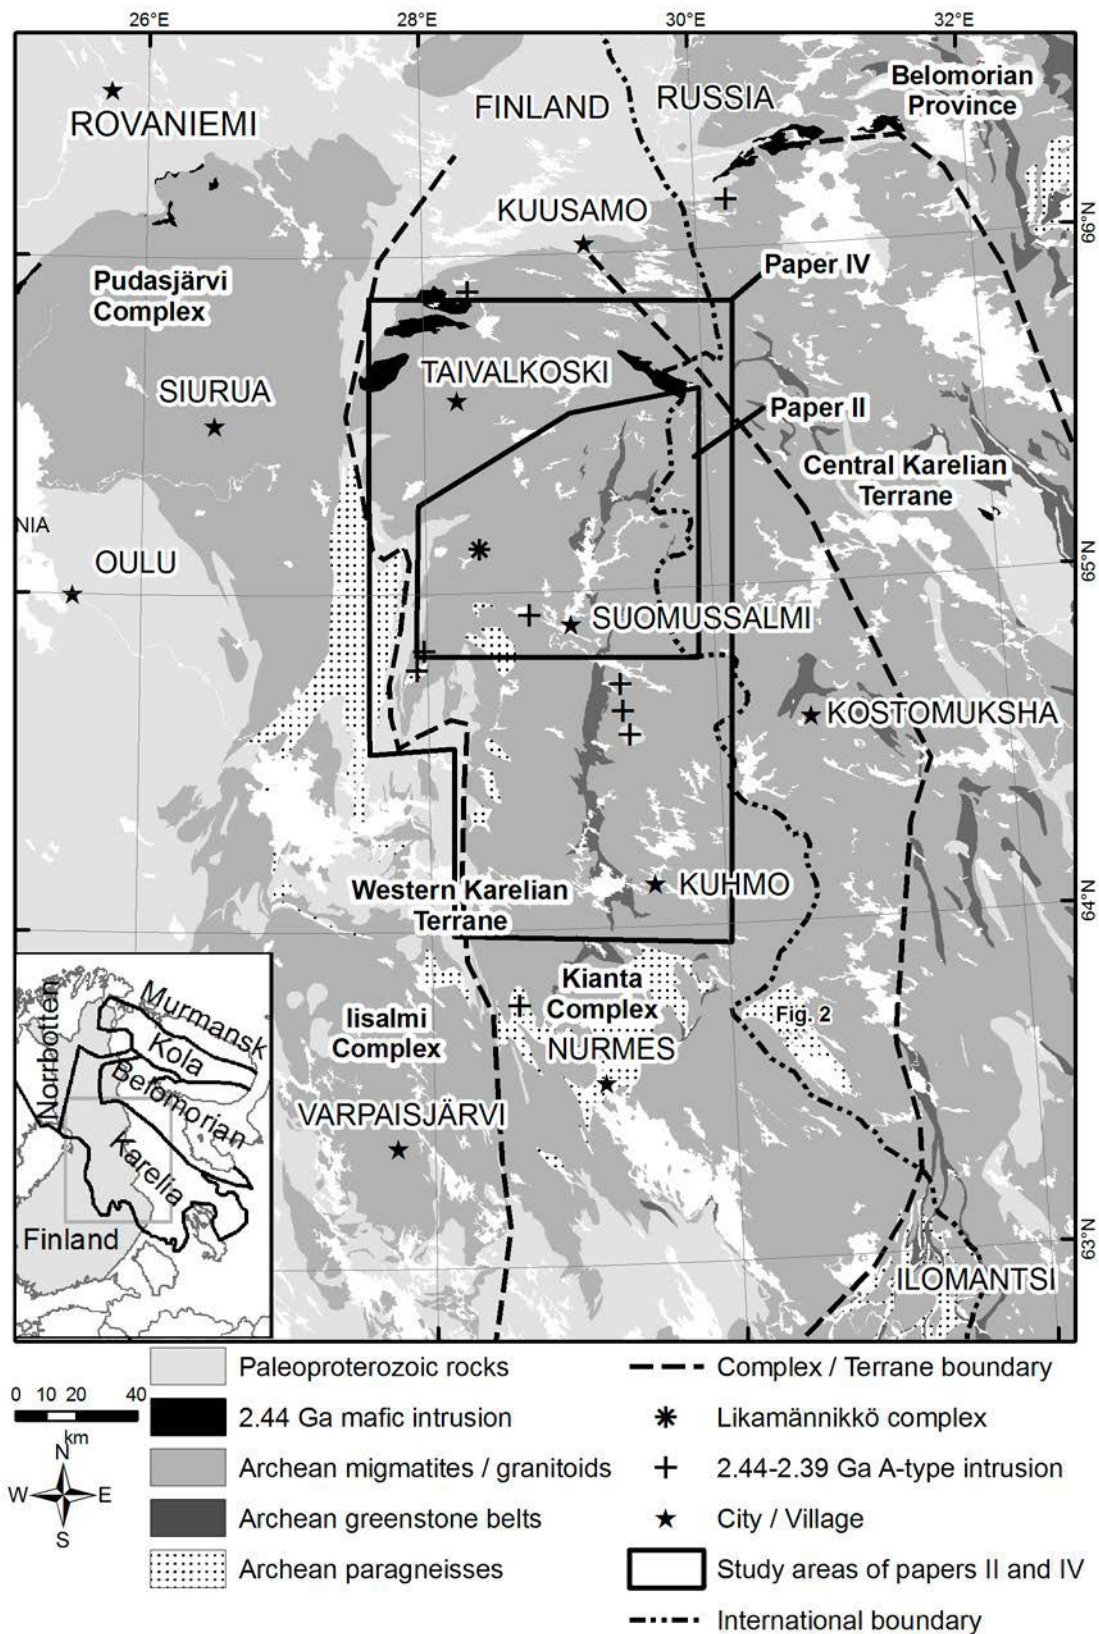 26°E 28°E 30°E 32°E
Belomorian
Province
FINLAND RUSSIA
ROVANIEMI
KUUSAMO
66°N
Paper IV
Pudasjärvi
Complex
TAIVALKOSKI
SIURUA
Paper II
Central Karelian
Terrane
NIA
OULU
65°N
SUOMUSSALMI
KOSTOMUKSHA
KUHMO
Western Karelian
Terrane
64°N
Kianta
Complex
Fig. 2
Iisalmi
Complex
NURMES
VARPAISJÄRVI
63°N
ILOMANTSI
Murmansk
Norrbotten
Kola
Belomorian
Karelia
Finland
Paleoproterozoic rocks
2.44 Ga mafic intrusion
Archean migmatites / granitoids
Archean greenstone belts
Archean paragneisses
0 10 20 40
km
N
W E
S
Complex / Terrane boundary
Likamännikkö complex
2.44-2.39 Ga A-type intrusion
City / Village
Study areas of papers II and IV
International boundary